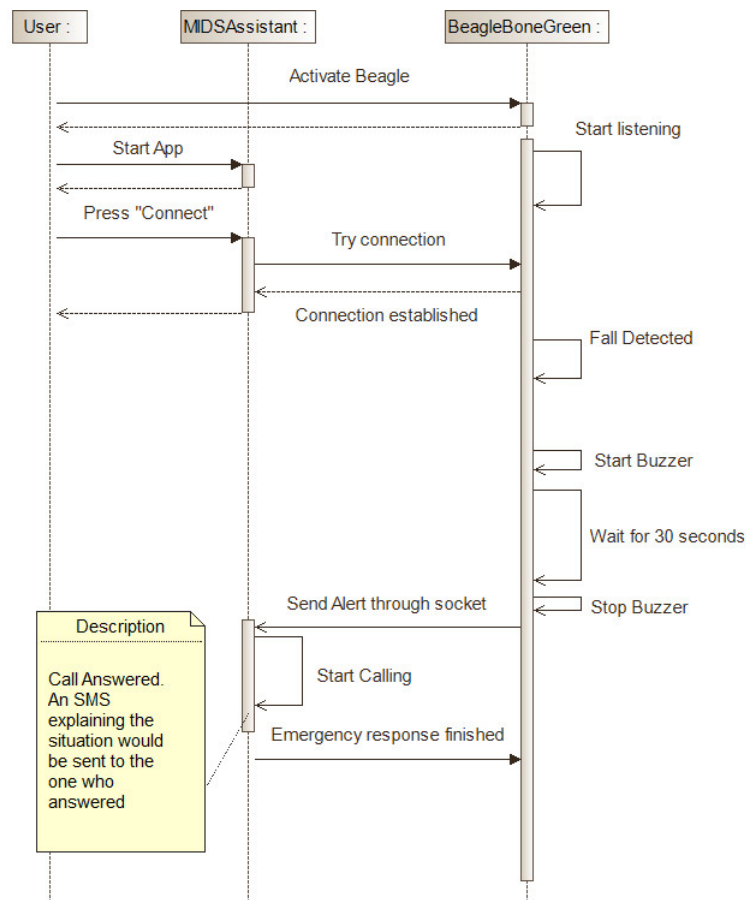 User :
MIDSAssistant :
BeagleBoneGreen :
Activate Beagle
Start listening
Start App
Press "Connect"
Try connection
Connection established
Fall Detected
Start Buzzer
Wait for 30 seconds
Send Alert through socket
Stop Buzzer
Description
Call Answered.
An SMS
explaining the
situation would
be sent to the
one who
answered
Start Calling
Emergency response finished